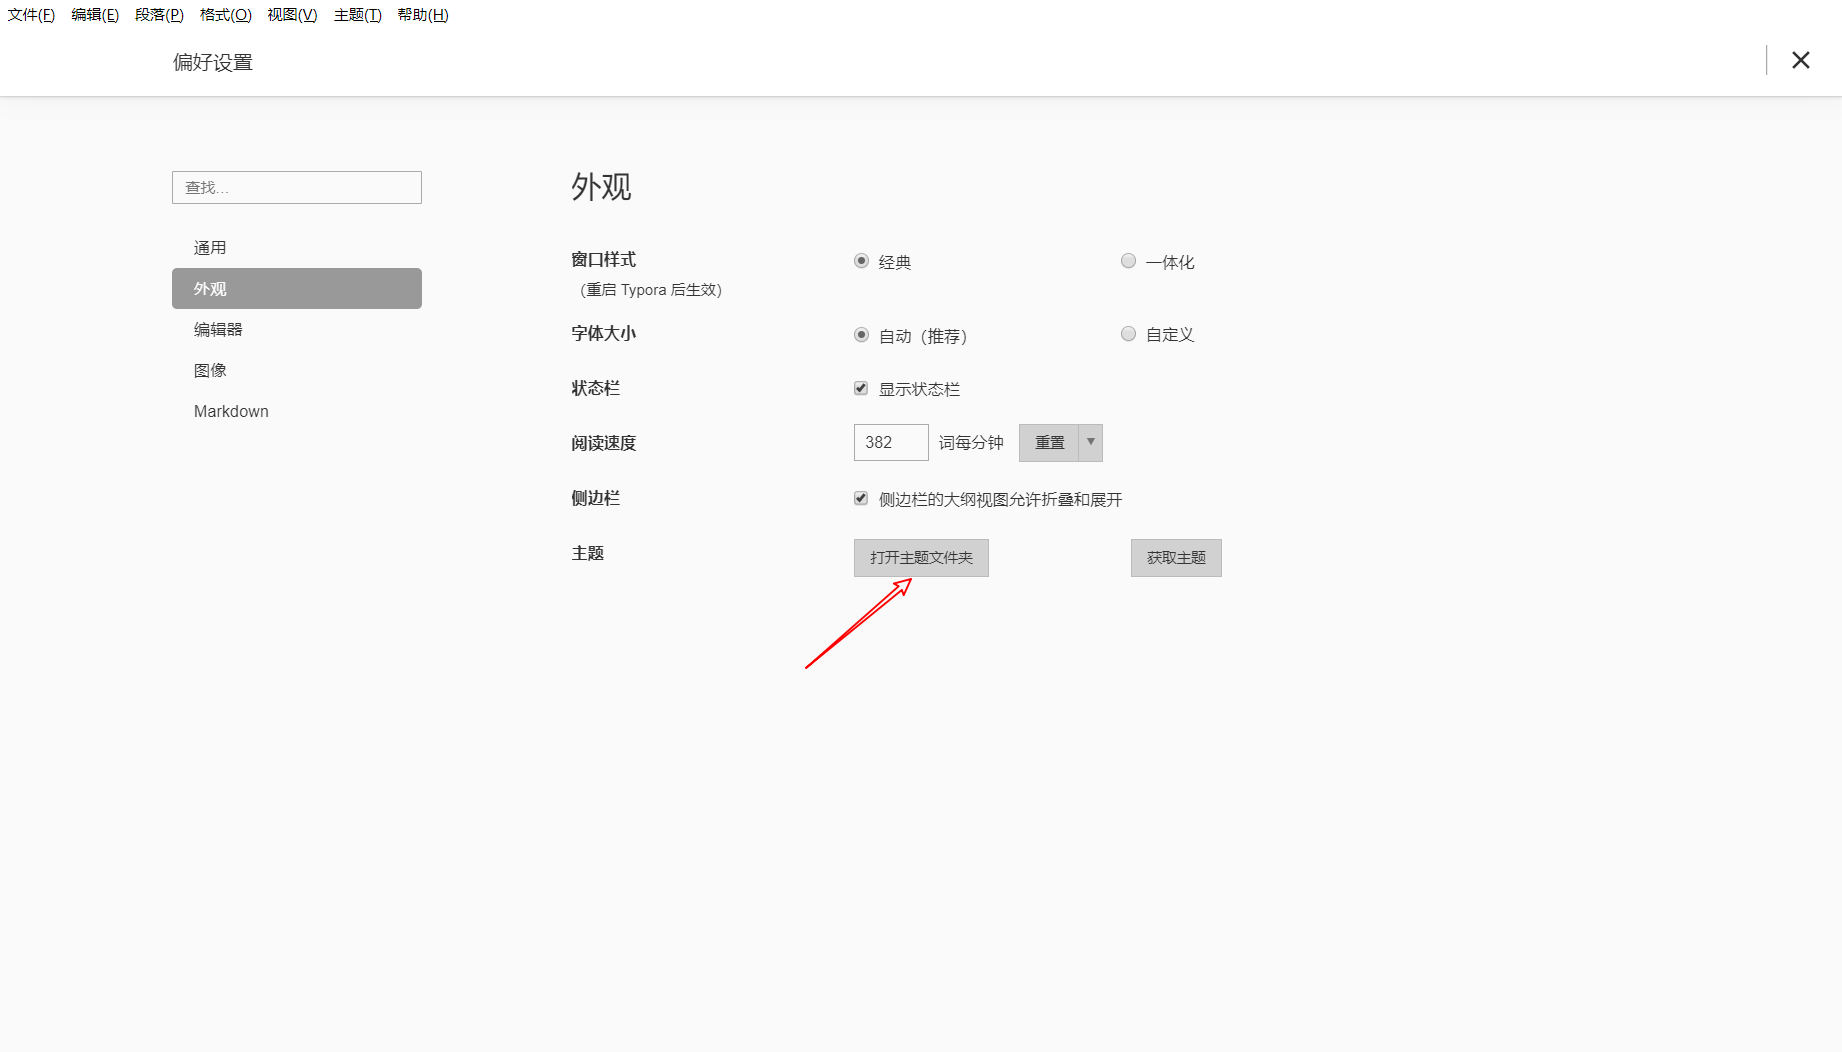 文件(F) 编辑(E) 段落(P) 格式(O) 视图(V) 主题(T) 帮助(H)
偏好设置
查找...
通用
外观
编辑器
图像
Markdown
外观
窗口样式 经典 一体化
(重启 Typora 后生效)
字体大小 自动（推荐） 自定义
状态栏 显示状态栏
阅读速度 382 词每分钟 重置
侧边栏 侧边栏的大纲视图允许折叠和展开
主题 打开主题文件夹 获取主题